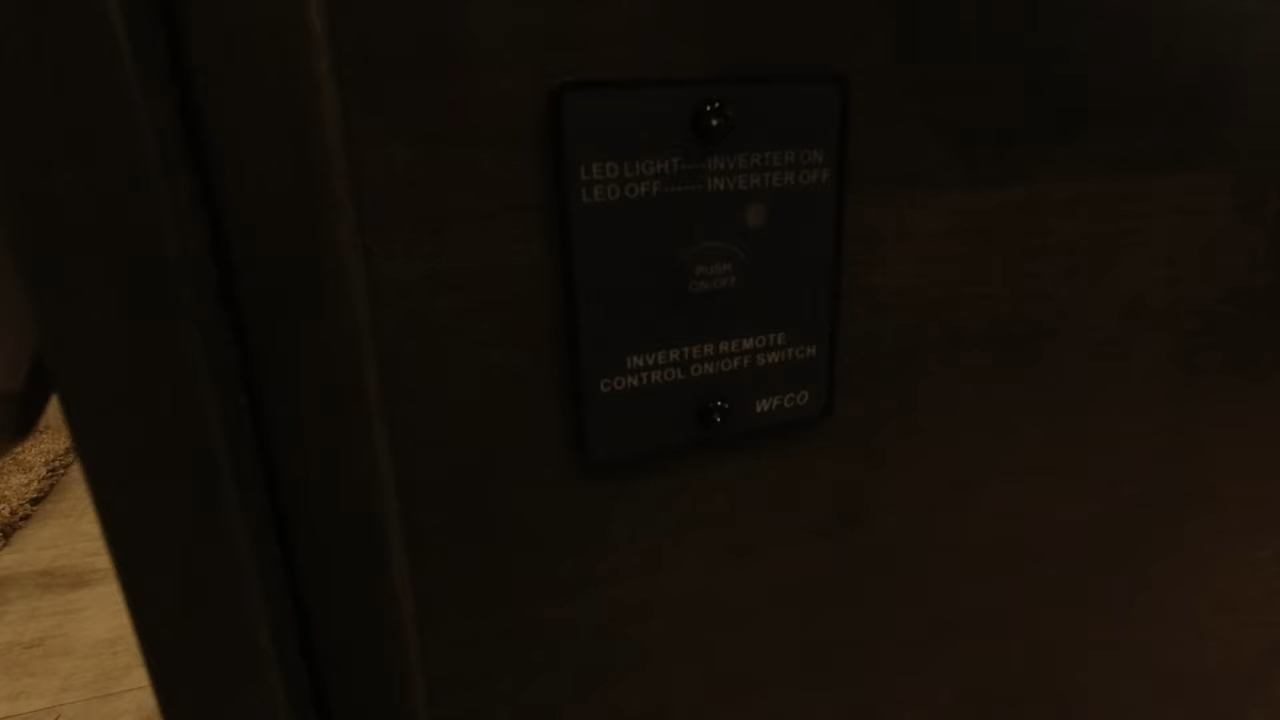 LED LIGHT----INVERTER ON
LED OFF------ INVERTER OFF
PUSH
ON/OFF
INVERTER REMOTE
CONTROL ON/OFF SWITCH
WFCO